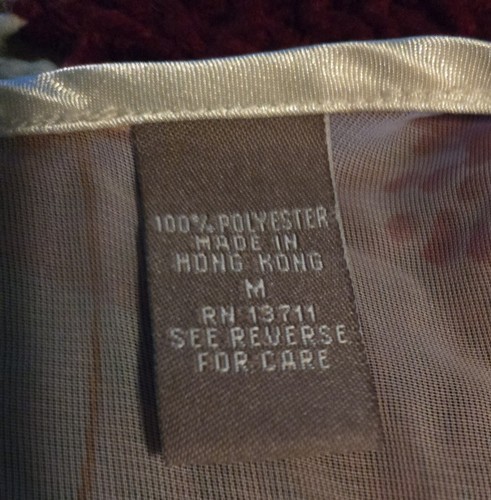 100% POLYESTER
MADE IN
HONG KONG
M
RN 13711
SEE REVERSE
FOR CARE